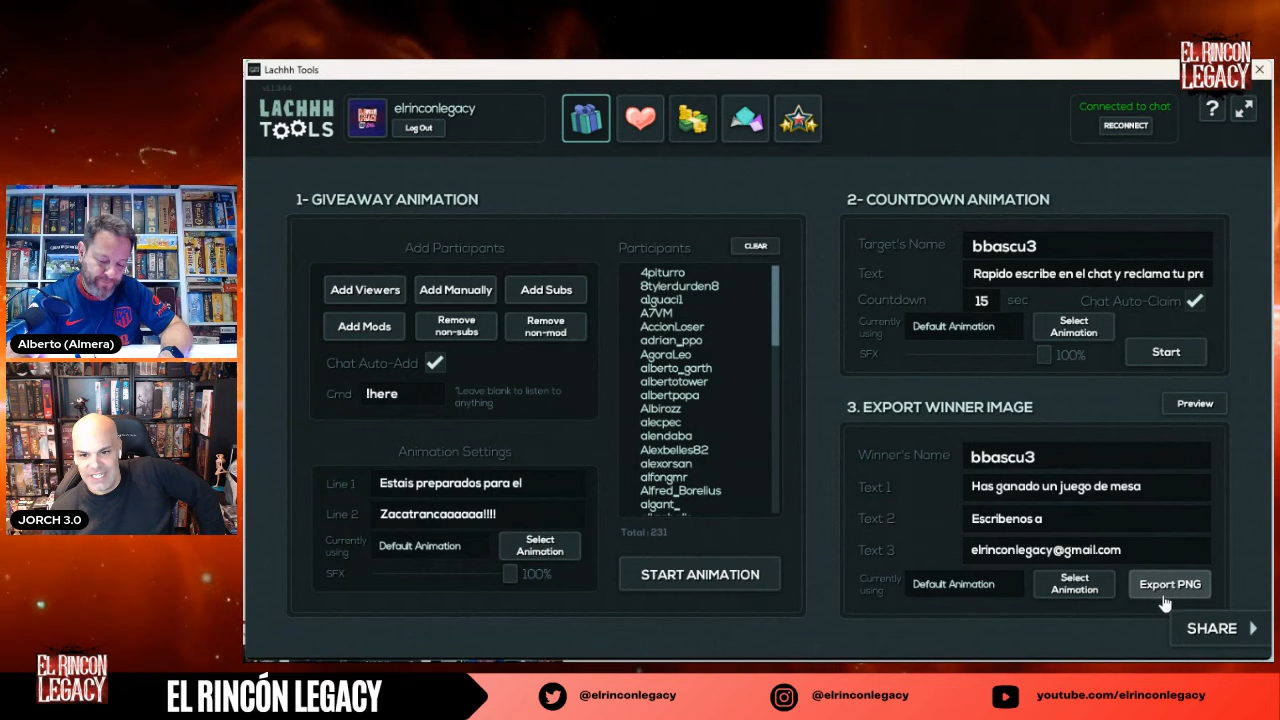 EL RINCON
LEGACY
Lachhh Tools
v1.1.344
LACHHH
TOOLS
elrinconlegacy
Log Out
Connected to chat
RECONNECT
?
1- GIVEAWAY ANIMATION
Add Participants
Add Viewers
Add Manually
Add Subs
Add Mods
Remove
non-subs
Remove
non-mod
Chat Auto-Add
Cmd
!here
*Leave blank to listen to
anything
Participants
CLEAR
4piturro
8tylerdurden8
a1guaci1
A7VM
AccionLoser
adrian_ppo
AgoraLeo
alberto_garth
albertotower
albertpopa
Albirozz
alecpec
alendaba
Alexbelles82
alexorsan
alfongmr
Alfred_Borelius
algant_
Total : 231
START ANIMATION
Animation Settings
Line 1
Estais preparados para el
Line 2
Zacatrancaaaaaa!!!!
Currently
using
Default Animation
Select
Animation
SFX
100%
2- COUNTDOWN ANIMATION
Target's Name
bbascu3
Text
Rapido escribe en el chat y reclama tu pre
Countdown
15
sec
Chat Auto-Claim
Currently
using
Default Animation
Select
Animation
SFX
100%
Start
3. EXPORT WINNER IMAGE
Preview
Winner's Name
bbascu3
Text 1
Has ganado un juego de mesa
Text 2
Escribenos a
Text 3
elrinconlegacy@gmail.com
Currently
using
Default Animation
Select
Animation
Export PNG
SHARE
Alberto (Almera)
JORCH 3.0
EL RINCON
LEGACY
EL RINCÓN LEGACY
@elrinconlegacy
@elrinconlegacy
youtube.com/elrinconlegacy